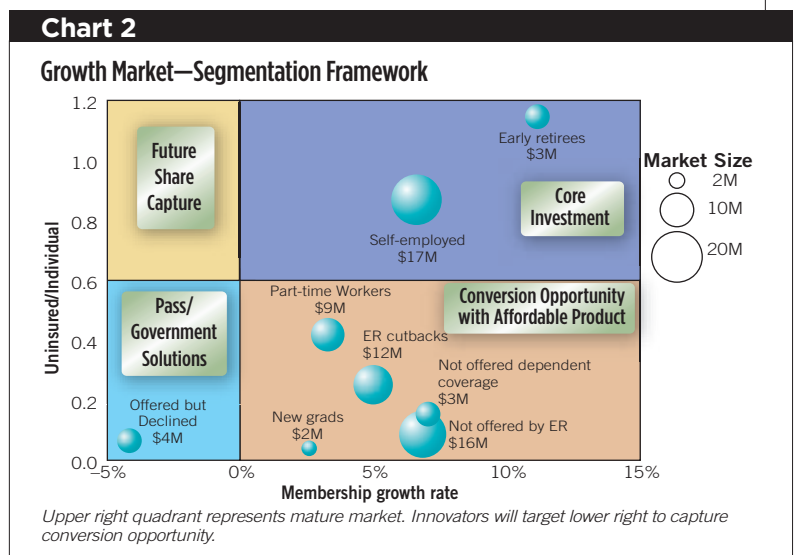 Chart 2
Growth Market—Segmentation Framework
Uninsured/Individual
1.2
1.0
0.8
0.6
0.4
0.2
0.0
Future
Share
Capture
Early retirees
$3M
Core
Investment
Self-employed
$17M
Market Size
2M
10M
20M
Pass/
Government
Solutions
Offered but
Declined
$4M
Part-time Workers
$9M
Conversion Opportunity
with Affordable Product
ER cutbacks
$12M
Not offered dependent
coverage
$3M
New grads
$2M
Not offered by ER
$16M
–5%
0%
5%
10%
15%
Membership growth rate
Upper right quadrant represents mature market. Innovators will target lower right to capture
conversion opportunity.